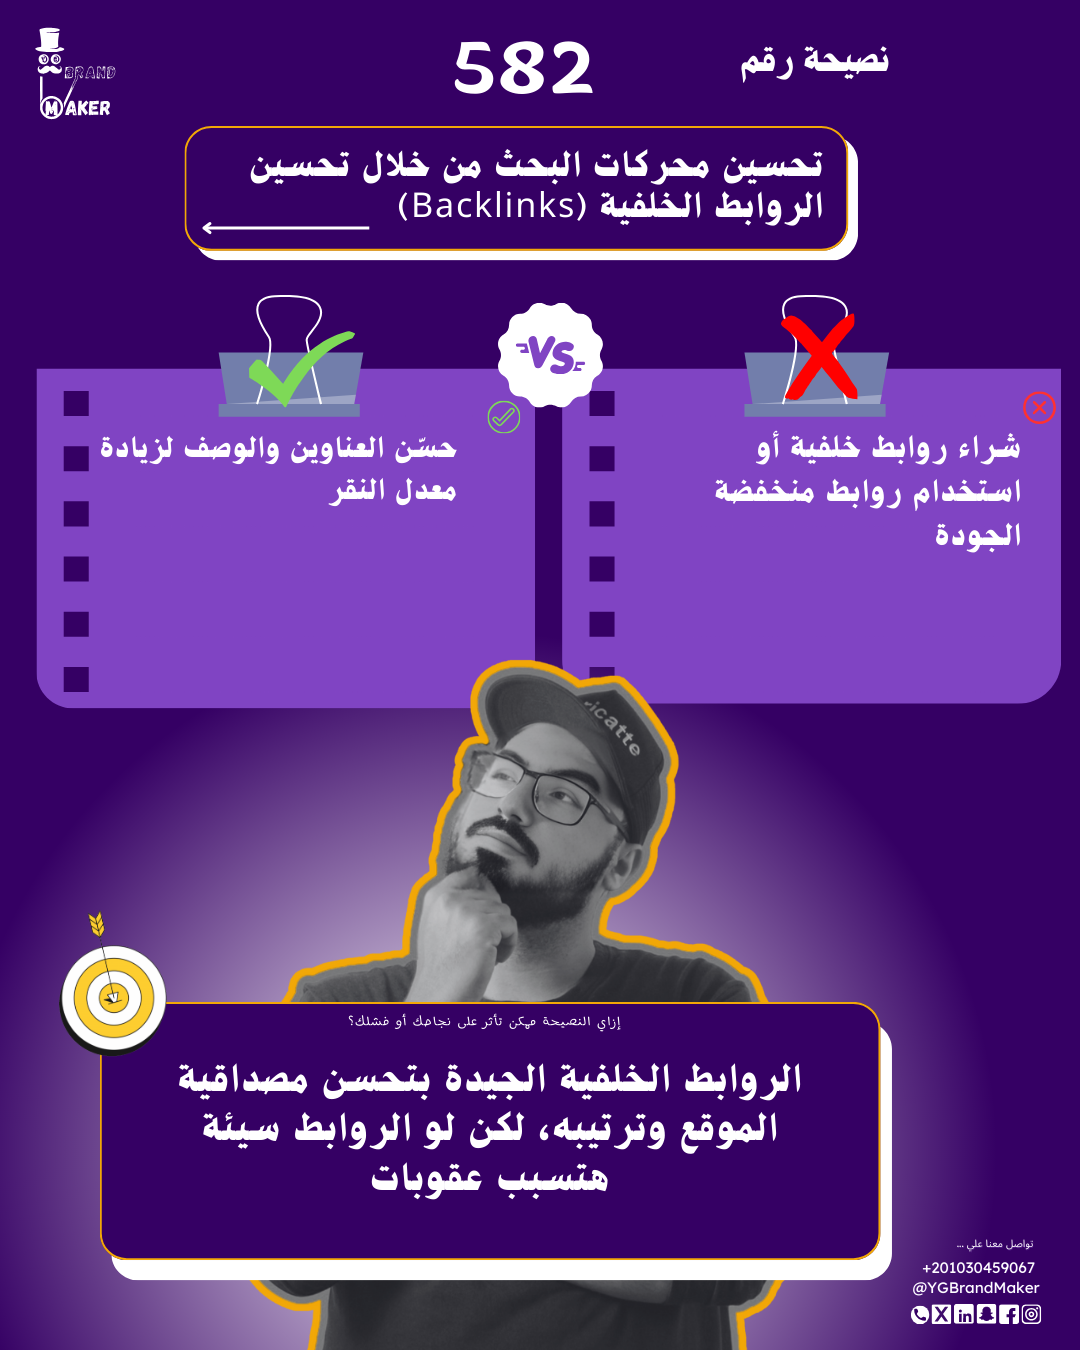 BRAND
MAKER
نصيحة رقم
582
تحسين محركات البحث من خلال تحسين
الروابط الخلفية (Backlinks)
VS
شراء روابط خلفية أو
استخدام روابط منخفضة
الجودة
حسّن العناوين والوصف لزيادة
معدل النقر
icatte
إزاي النصيحة ممكن تأثر على نجاحك أو فشلك؟
الروابط الخلفية الجيدة بتحسن مصداقية
الموقع وترتيبه، لكن لو الروابط سيئة
هتسبب عقوبات
تواصل معنا علي ...
+201030459067
@YGBrandMaker